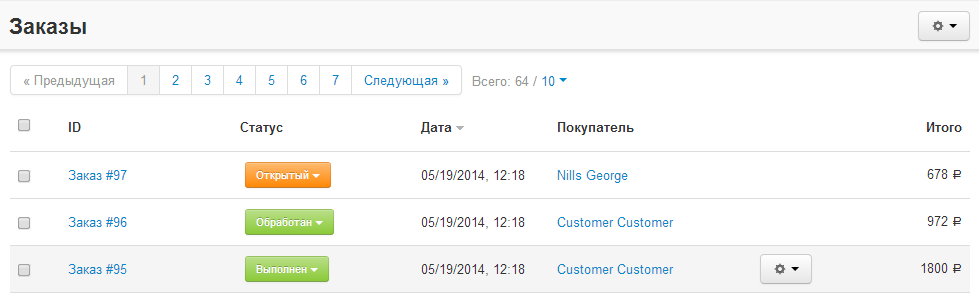 Заказы
« Предыдущая 1 2 3 4 5 6 7 Следующая » Всего: 64 / 10
ID Статус Дата Покупатель Итого
Заказ #97 Открытый 05/19/2014, 12:18 Nills George 678 ₽
Заказ #96 Обработан 05/19/2014, 12:18 Customer Customer 972 ₽
Заказ #95 Выполнен 05/19/2014, 12:18 Customer Customer 1800 ₽